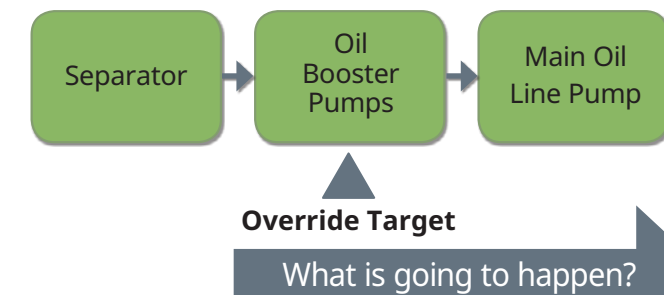 Separator
Oil
Booster
Pumps
Main Oil
Line Pump
Override Target
What is going to happen?